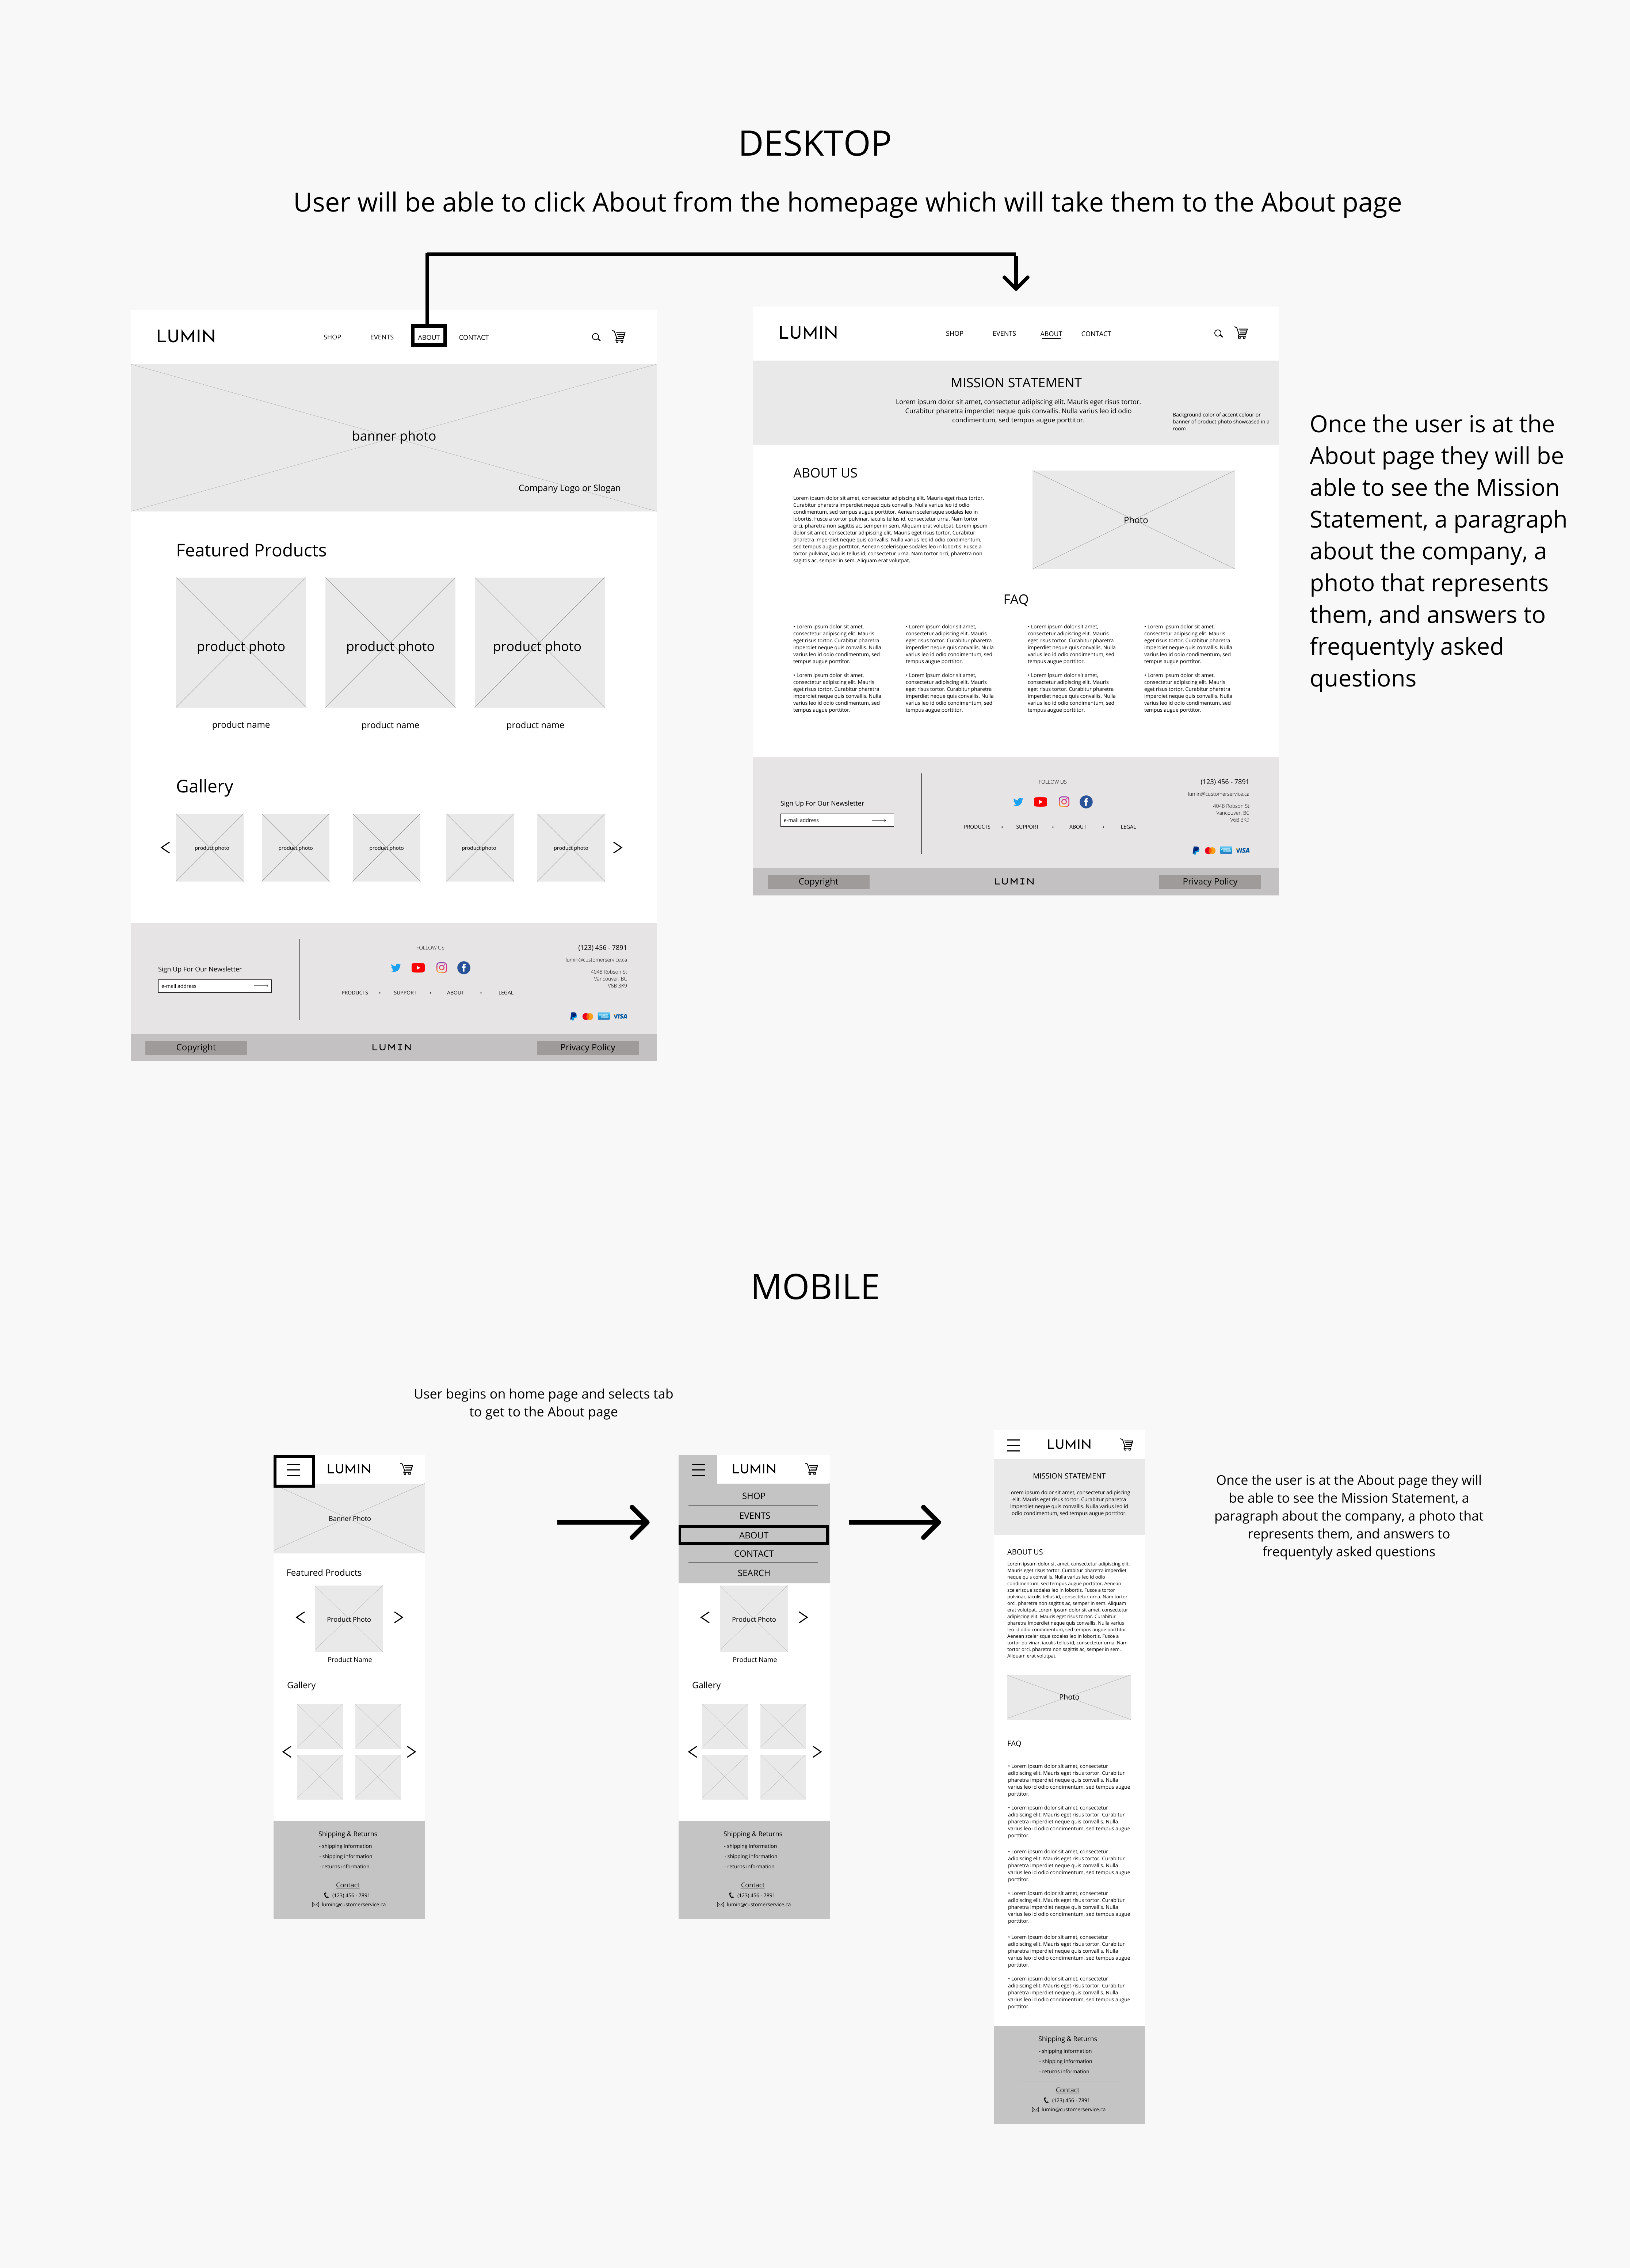 DESKTOP
User will be able to click About from the homepage which will take them to the About page
LUMIN
SHOP EVENTS ABOUT CONTACT
banner photo
Company Logo or Slogan
Featured Products
product photo product photo product photo
product name product name product name
Gallery
product photo product photo product photo product photo product photo
Sign Up For Our Newsletter
e-mail address
FOLLOW US
PRODUCTS • SUPPORT • ABOUT • LEGAL
(123) 456 - 7891
lumin@customerservice.ca
4048 Robson St
Vancouver, BC
V6B 3K9
VISA
Copyright
LUMIN
Privacy Policy
LUMIN
SHOP EVENTS ABOUT CONTACT
MISSION STATEMENT
Lorem ipsum dolor sit amet, consectetur adipiscing elit. Mauris eget risus tortor.
Curabitur pharetra imperdiet neque quis convallis. Nulla varius leo id odio
condimentum, sed tempus augue porttitor.
Background color of accent colour or
banner of product photo showcased in a
room
ABOUT US
Lorem ipsum dolor sit amet, consectetur adipiscing elit. Mauris eget risus tortor.
Curabitur pharetra imperdiet neque quis convallis. Nulla varius leo id odio
condimentum, sed tempus augue porttitor. Aenean scelerisque sodales leo in
lobortis. Fusce a tortor pulvinar, iaculis tellus id, consectetur urna. Nam tortor
orci, pharetra non sagittis ac, semper in sem. Aliquam erat volutpat. Lorem ipsum
dolor sit amet, consectetur adipiscing elit. Mauris eget risus tortor. Curabitur
pharetra imperdiet neque quis convallis. Nulla varius leo id odio condimentum,
sed tempus augue porttitor. Aenean scelerisque sodales leo in lobortis. Fusce a
tortor pulvinar, iaculis tellus id, consectetur urna. Nam tortor orci, pharetra non
sagittis ac, semper in sem. Aliquam erat volutpat.
Photo
FAQ
• Lorem ipsum dolor sit amet,
consectetur adipiscing elit. Mauris
eget risus tortor. Curabitur pharetra
imperdiet neque quis convallis. Nulla
varius leo id odio condimentum, sed
tempus augue porttitor.
• Lorem ipsum dolor sit amet,
consectetur adipiscing elit. Mauris
eget risus tortor. Curabitur pharetra
imperdiet neque quis convallis. Nulla
varius leo id odio condimentum, sed
tempus augue porttitor.
• Lorem ipsum dolor sit amet,
consectetur adipiscing elit. Mauris
eget risus tortor. Curabitur pharetra
imperdiet neque quis convallis. Nulla
varius leo id odio condimentum, sed
tempus augue porttitor.
• Lorem ipsum dolor sit amet,
consectetur adipiscing elit. Mauris
eget risus tortor. Curabitur pharetra
imperdiet neque quis convallis. Nulla
varius leo id odio condimentum, sed
tempus augue porttitor.
• Lorem ipsum dolor sit amet,
consectetur adipiscing elit. Mauris
eget risus tortor. Curabitur pharetra
imperdiet neque quis convallis. Nulla
varius leo id odio condimentum, sed
tempus augue porttitor.
• Lorem ipsum dolor sit amet,
consectetur adipiscing elit. Mauris
eget risus tortor. Curabitur pharetra
imperdiet neque quis convallis. Nulla
varius leo id odio condimentum, sed
tempus augue porttitor.
• Lorem ipsum dolor sit amet,
consectetur adipiscing elit. Mauris
eget risus tortor. Curabitur pharetra
imperdiet neque quis convallis. Nulla
varius leo id odio condimentum, sed
tempus augue porttitor.
• Lorem ipsum dolor sit amet,
consectetur adipiscing elit. Mauris
eget risus tortor. Curabitur pharetra
imperdiet neque quis convallis. Nulla
varius leo id odio condimentum, sed
tempus augue porttitor.
Sign Up For Our Newsletter
e-mail address
FOLLOW US
PRODUCTS • SUPPORT • ABOUT • LEGAL
(123) 456 - 7891
lumin@customerservice.ca
4048 Robson St
Vancouver, BC
V6B 3K9
VISA
Copyright
LUMIN
Privacy Policy
Once the user is at the
About page they will be
able to see the Mission
Statement, a paragraph
about the company, a
photo that represents
them, and answers to
frequentyly asked
questions
MOBILE
User begins on home page and selects tab
to get to the About page
LUMIN
Banner Photo
Featured Products
Product Photo
Product Name
Gallery
Shipping & Returns
- shipping information
- shipping information
- returns information
Contact
(123) 456 - 7891
lumin@customerservice.ca
LUMIN
SHOP
EVENTS
ABOUT
CONTACT
SEARCH
Product Photo
Product Name
Gallery
Shipping & Returns
- shipping information
- shipping information
- returns information
Contact
(123) 456 - 7891
lumin@customerservice.ca
LUMIN
MISSION STATEMENT
Lorem ipsum dolor sit amet, consectetur adipiscing
elit. Mauris eget risus tortor. Curabitur pharetra
imperdiet neque quis convallis. Nulla varius leo id
odio condimentum, sed tempus augue porttitor.
ABOUT US
Lorem ipsum dolor sit amet, consectetur adipiscing elit.
Mauris eget risus tortor. Curabitur pharetra imperdiet
neque quis convallis. Nulla varius leo id odio
condimentum, sed tempus augue porttitor. Aenean
scelerisque sodales leo in lobortis. Fusce a tortor
pulvinar, iaculis tellus id, consectetur urna. Nam tortor
orci, pharetra non sagittis ac, semper in sem. Aliquam
erat volutpat. Lorem ipsum dolor sit amet, consectetur
adipiscing elit. Mauris eget risus tortor. Curabitur
pharetra imperdiet neque quis convallis. Nulla varius
leo id odio condimentum, sed tempus augue porttitor.
Aenean scelerisque sodales leo in lobortis. Fusce a
tortor pulvinar, iaculis tellus id, consectetur urna. Nam
tortor orci, pharetra non sagittis ac, semper in sem.
Aliquam erat volutpat.
Photo
FAQ
• Lorem ipsum dolor sit amet, consectetur
adipiscing elit. Mauris eget risus tortor. Curabitur
pharetra imperdiet neque quis convallis. Nulla
varius leo id odio condimentum, sed tempus augue
porttitor.
• Lorem ipsum dolor sit amet, consectetur
adipiscing elit. Mauris eget risus tortor. Curabitur
pharetra imperdiet neque quis convallis. Nulla
varius leo id odio condimentum, sed tempus augue
porttitor.
• Lorem ipsum dolor sit amet, consectetur
adipiscing elit. Mauris eget risus tortor. Curabitur
pharetra imperdiet neque quis convallis. Nulla
varius leo id odio condimentum, sed tempus augue
porttitor.
• Lorem ipsum dolor sit amet, consectetur
adipiscing elit. Mauris eget risus tortor. Curabitur
pharetra imperdiet neque quis convallis. Nulla
varius leo id odio condimentum, sed tempus augue
porttitor.
• Lorem ipsum dolor sit amet, consectetur
adipiscing elit. Mauris eget risus tortor. Curabitur
pharetra imperdiet neque quis convallis. Nulla
varius leo id odio condimentum, sed tempus augue
porttitor.
• Lorem ipsum dolor sit amet, consectetur
adipiscing elit. Mauris eget risus tortor. Curabitur
pharetra imperdiet neque quis convallis. Nulla
varius leo id odio condimentum, sed tempus augue
porttitor.
Shipping & Returns
- shipping information
- shipping information
- returns information
Contact
(123) 456 - 7891
lumin@customerservice.ca
Once the user is at the About page they will
be able to see the Mission Statement, a
paragraph about the company, a photo that
represents them, and answers to
frequentyly asked questions